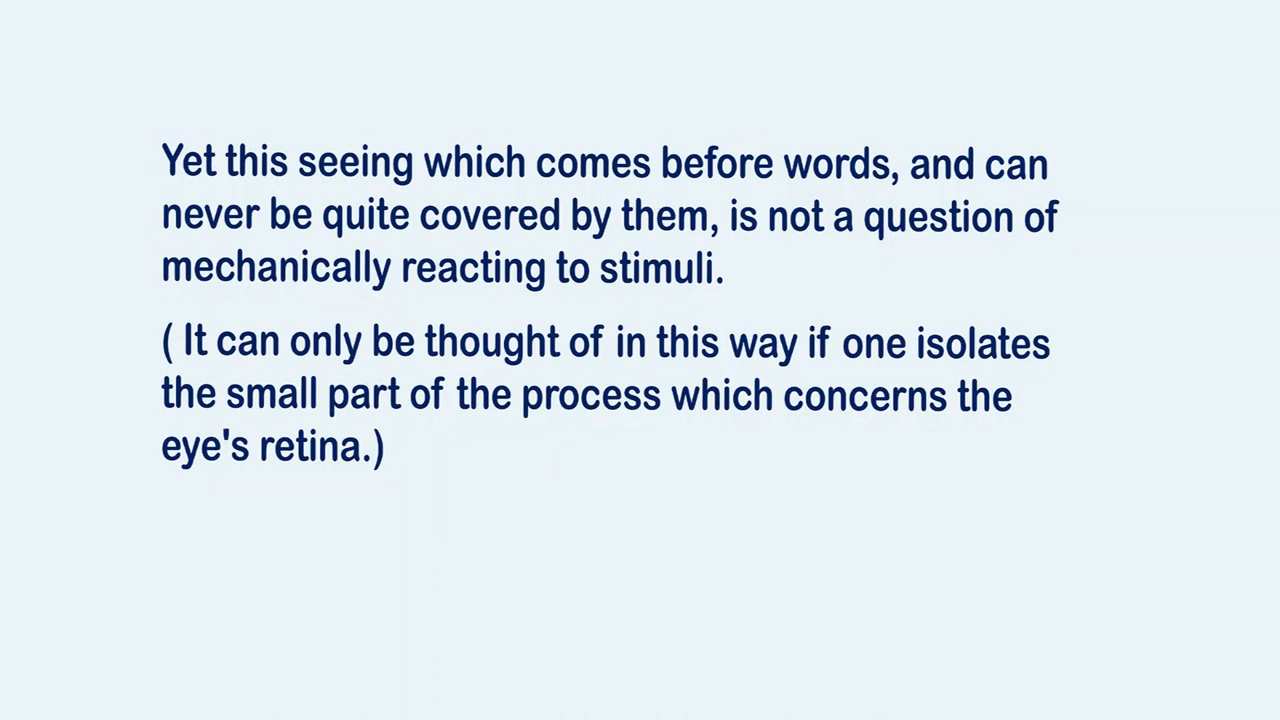 Yet this seeing which comes before words, and can
never be quite covered by them, is not a question of
mechanically reacting to stimuli.
( It can only be thought of in this way if one isolates
the small part of the process which concerns the
eye's retina.)